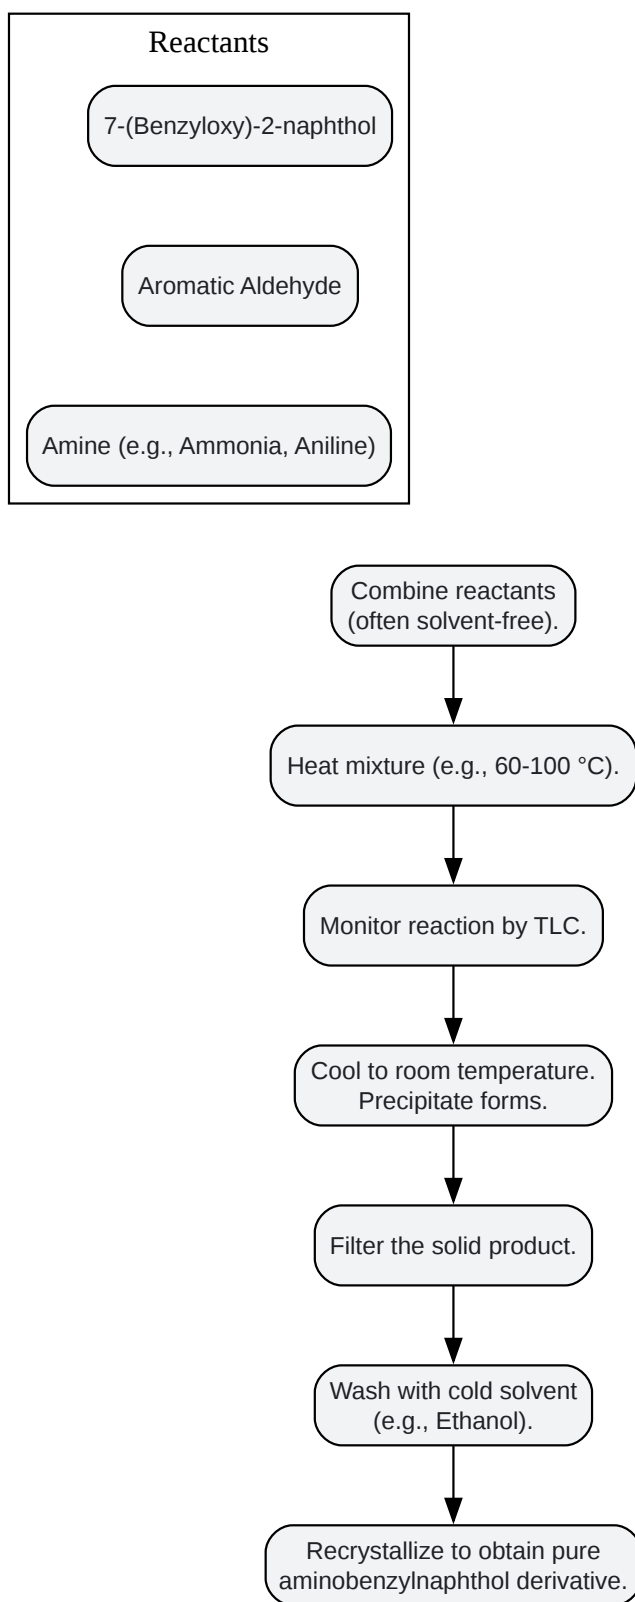 Reactants
7-(Benzyloxy)-2-naphthol
Aromatic Aldehyde
Amine (e.g., Ammonia, Aniline)
Combine reactants
(often solvent-free).
Heat mixture (e.g., 60-100 °C).
Monitor reaction by TLC.
Cool to room temperature.
Precipitate forms.
Filter the solid product.
Wash with cold solvent
(e.g., Ethanol).
Recrystallize to obtain pure
aminobenzylnaphthol derivative.